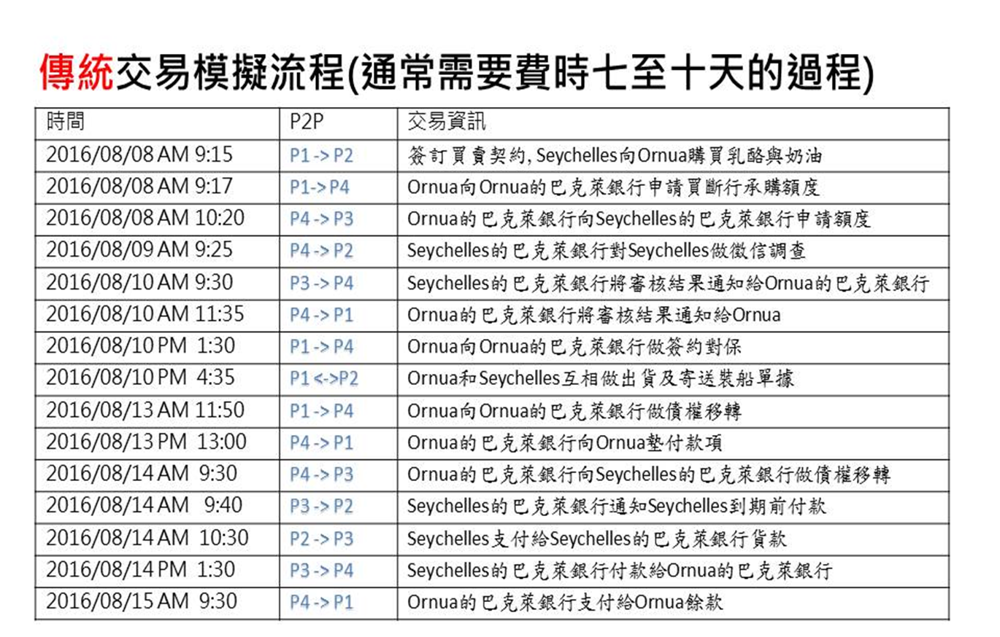 傳統交易模擬流程(通常需要費時七至十天的過程)
時間 P2P 交易資訊
2016/08/08 AM 9:15 P1 -> P2 簽訂買賣契約, Seychelles向Ornua購買乳酪與奶油
2016/08/08 AM 9:17 P1-> P4 Ornua向Ornua的巴克萊銀行申請買斷行承購額度
2016/08/08 AM 10:20 P4 -> P3 Ornua的巴克萊銀行向Seychelles的巴克萊銀行申請額度
2016/08/09 AM 9:25 P4 -> P2 Seychelles的巴克萊銀行對Seychelles做徵信調查
2016/08/10 AM 9:30 P3 -> P4 Seychelles的巴克萊銀行將審核結果通知給Ornua的巴克萊銀行
2016/08/10 AM 11:35 P4 -> P1 Ornua的巴克萊銀行將審核結果通知給Ornua
2016/08/10 PM 1:30 P1 -> P4 Ornua向Ornua的巴克萊銀行做簽約對保
2016/08/10 PM 4:35 P1 <->P2 Ornua和Seychelles互相做出貨及寄送裝船單據
2016/08/13 AM 11:50 P1 -> P4 Ornua向Ornua的巴克萊銀行做債權移轉
2016/08/13 PM 13:00 P4 -> P1 Ornua的巴克萊銀行向Ornua墊付款項
2016/08/14 AM 9:30 P4 -> P3 Ornua的巴克萊銀行向Seychelles的巴克萊銀行做債權移轉
2016/08/14 AM 9:40 P3 -> P2 Seychelles的巴克萊銀行通知Seychelles到期前付款
2016/08/14 AM 10:30 P2 -> P3 Seychelles支付給Seychelles的巴克萊銀行貨款
2016/08/14 PM 1:30 P3 -> P4 Seychelles的巴克萊銀行付款給Ornua的巴克萊銀行
2016/08/15 AM 9:30 P4 -> P1 Ornua的巴克萊銀行支付給Ornua餘款